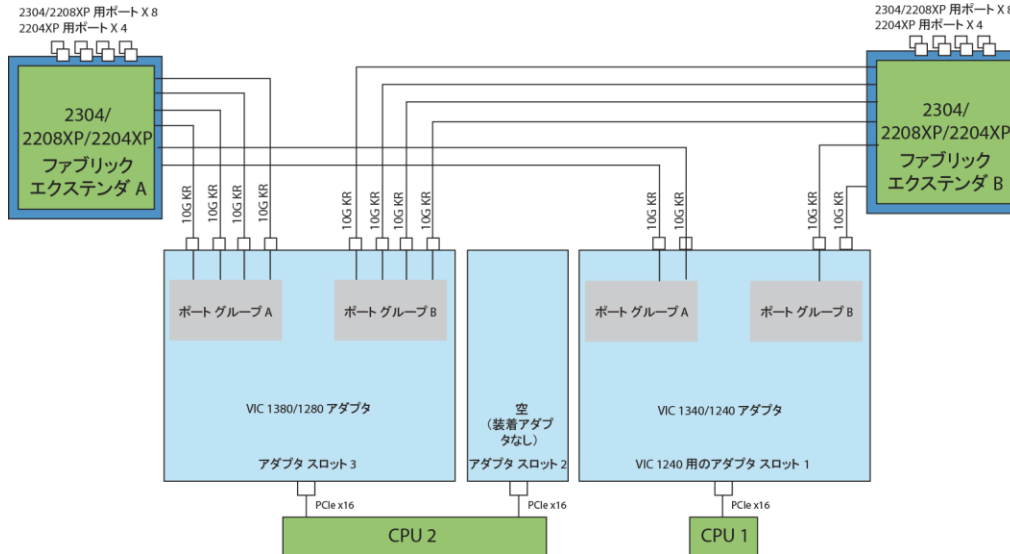 2304/2208XP 用ポート X 8
2204XP 用ポート X 4
2304/2208XP 用ポート X 8
2204XP 用ポート X 4
2304/
2208XP/2204XP
ファブリック
エクステンダ A
2304/
2208XP/2204XP
ファブリック
エクステンダ B
10G KR
10G KR
10G KR
10G KR
10G KR
10G KR
10G KR
10G KR
10G KR
10G KR
10G KR
10G KR
ポート グループ A
ポート グループ B
ポート グループ A
ポート グループ B
VIC 1380/1280 アダプタ
空
（装着アダプ
タなし）
VIC 1340/1240 アダプタ
アダプタ スロット 3
アダプタ スロット 2
VIC 1240 用のアダプタ スロット 1
PCIe x16
PCIe x16
PCIe x16
CPU 2
CPU 1